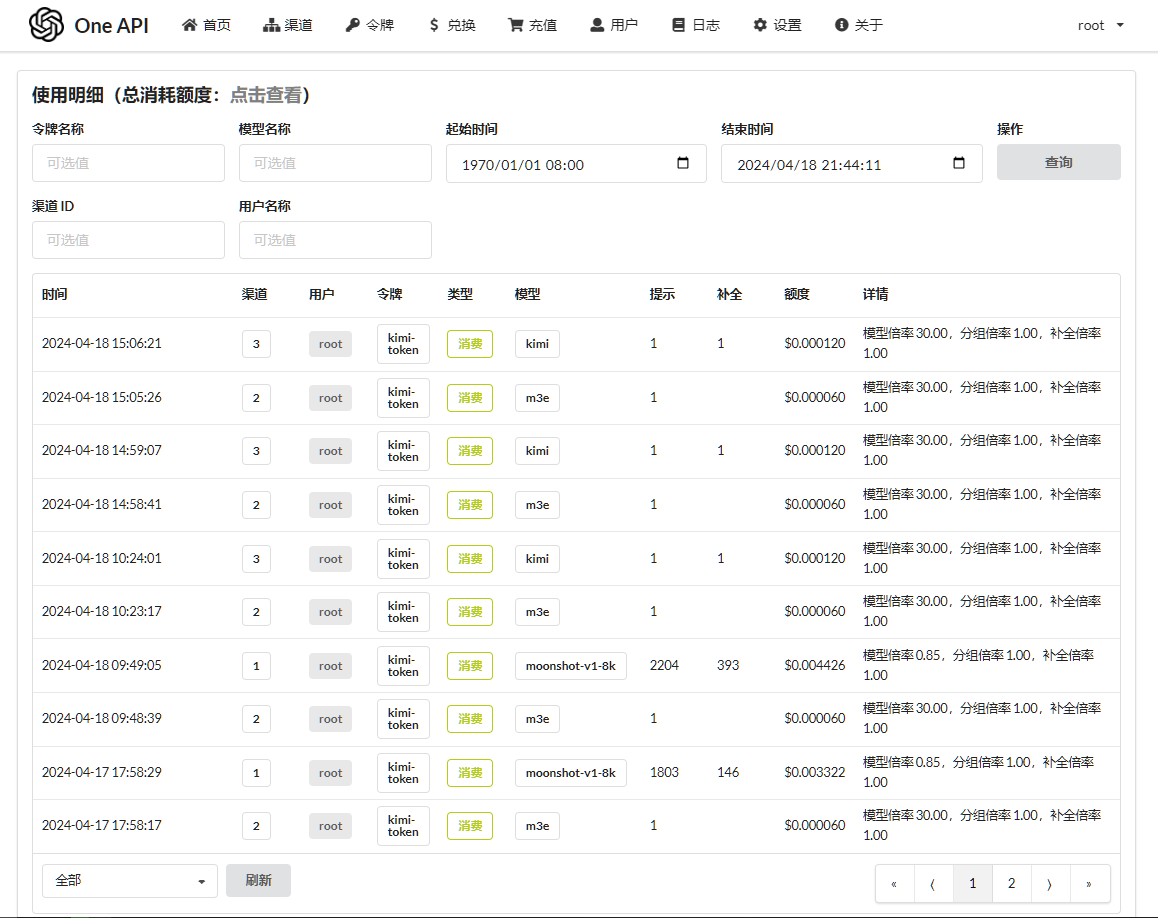 One API 首页 渠道 令牌 兑换 充值 用户 日志 设置 关于 root
使用明细（总消耗额度：点击查看）
令牌名称 模型名称 起始时间 结束时间 操作
可选值 可选值 1970/01/01 08:00 2024/04/18 21:44:11 查询
渠道 ID 用户名称
可选值 可选值
时间 渠道 用户 令牌 类型 模型 提示 补全 额度 详情
2024-04-18 15:06:21 3 root kimi-token 消费 kimi 1 1 $0.000120 模型倍率 30.00，分组倍率 1.00，补全倍率 1.00
2024-04-18 15:05:26 2 root kimi-token 消费 m3e 1 $0.000060 模型倍率 30.00，分组倍率 1.00，补全倍率 1.00
2024-04-18 14:59:07 3 root kimi-token 消费 kimi 1 1 $0.000120 模型倍率 30.00，分组倍率 1.00，补全倍率 1.00
2024-04-18 14:58:41 2 root kimi-token 消费 m3e 1 $0.000060 模型倍率 30.00，分组倍率 1.00，补全倍率 1.00
2024-04-18 10:24:01 3 root kimi-token 消费 kimi 1 1 $0.000120 模型倍率 30.00，分组倍率 1.00，补全倍率 1.00
2024-04-18 10:23:17 2 root kimi-token 消费 m3e 1 $0.000060 模型倍率 30.00，分组倍率 1.00，补全倍率 1.00
2024-04-18 09:49:05 1 root kimi-token 消费 moonshot-v1-8k 2204 393 $0.004426 模型倍率 0.85，分组倍率 1.00，补全倍率 1.00
2024-04-18 09:48:39 2 root kimi-token 消费 m3e 1 $0.000060 模型倍率 30.00，分组倍率 1.00，补全倍率 1.00
2024-04-17 17:58:29 1 root kimi-token 消费 moonshot-v1-8k 1803 146 $0.003322 模型倍率 0.85，分组倍率 1.00，补全倍率 1.00
2024-04-17 17:58:17 2 root kimi-token 消费 m3e 1 $0.000060 模型倍率 30.00，分组倍率 1.00，补全倍率 1.00
全部 刷新 « ⟨ 1 2 ⟩ »